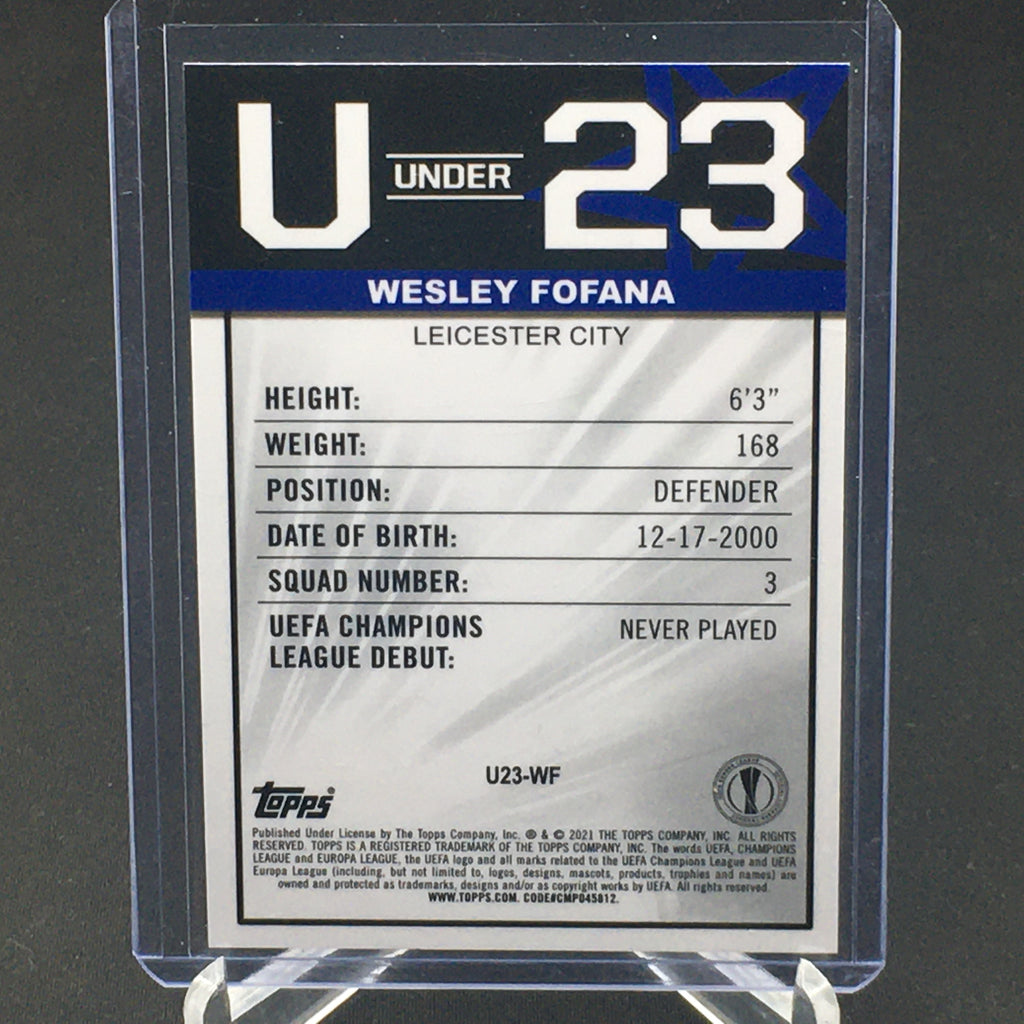 U UNDER 23
WESLEY FOFANA
LEICESTER CITY
HEIGHT: 6'3"
WEIGHT: 168
POSITION: DEFENDER
DATE OF BIRTH: 12-17-2000
SQUAD NUMBER: 3
UEFA CHAMPIONS NEVER PLAYED
LEAGUE DEBUT:
U23-WF
Topps
Published Under License by The Topps Company, Inc. ® & © 2021 THE TOPPS COMPANY, INC. ALL RIGHTS
RESERVED. TOPPS IS A REGISTERED TRADEMARK OF THE TOPPS COMPANY, INC. The words UEFA, CHAMPIONS
LEAGUE and EUROPA LEAGUE, the UEFA logo and all marks related to the UEFA Champions League and UEFA
Europa League (including, but not limited to, logos, designs, mascots, products, trophies and names) are
owned and protected as trademarks, designs and/or as copyright works by UEFA. All rights reserved.
WWW.TOPPS.COM. CODE#CMP045812.